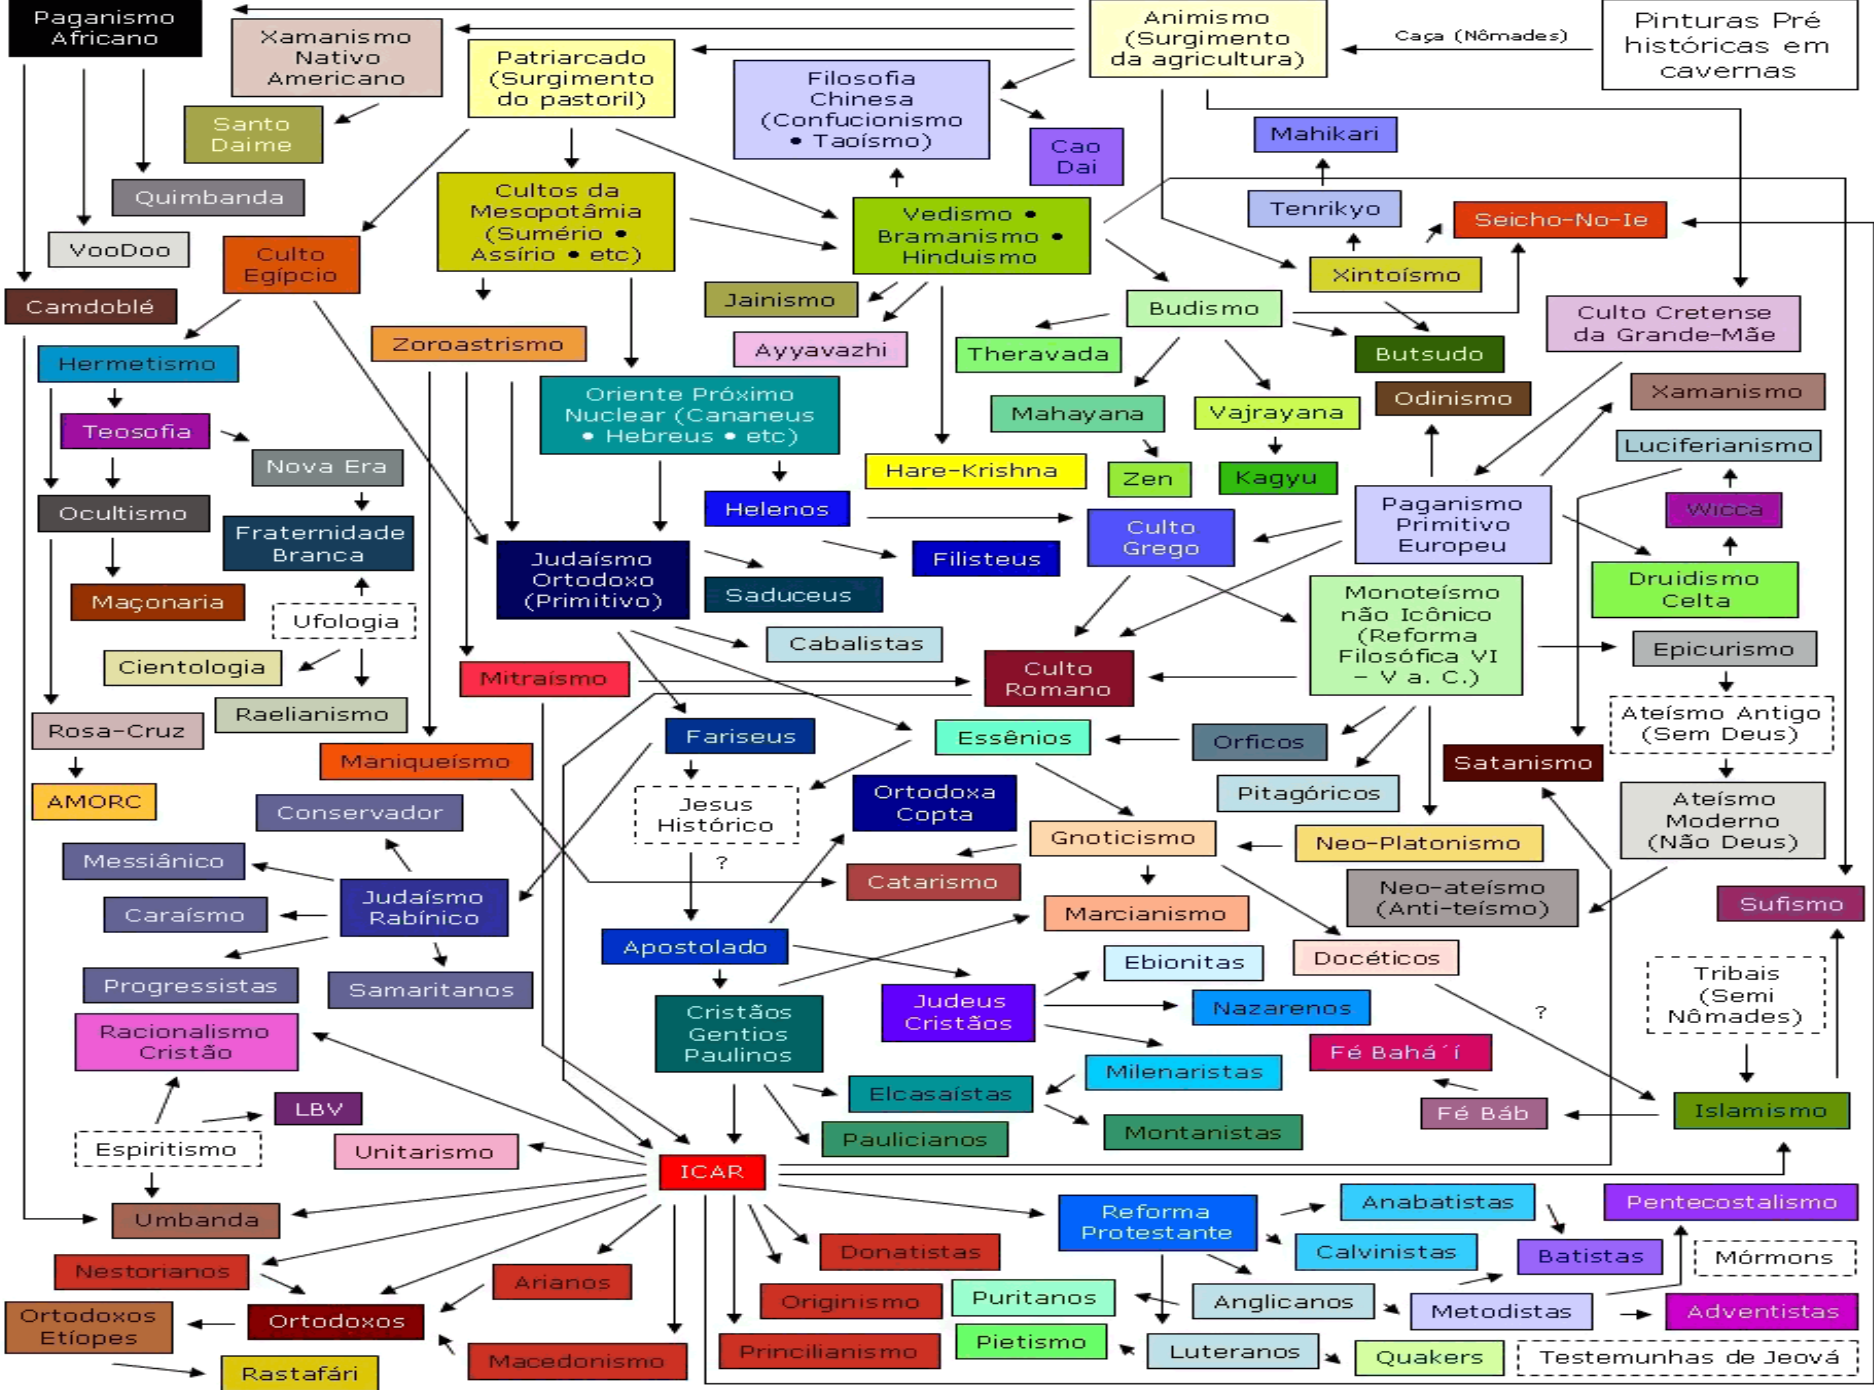 Paganismo
Africano
Xamanismo
Nativo
Americano
Patriarcado
(Surgimento
do pastoril)
Animismo
(Surgimento
da agricultura)
Caça (Nômades)
Pinturas Pré
históricas em
cavernas
Filosofia
Chinesa
(Confucionismo
• Taoísmo)
Santo
Daime
Cao
Dai
Mahikari
Quimbanda
Cultos da
Mesopotâmia
(Sumério •
Assírio • etc)
Vedismo •
Bramanismo •
Hinduismo
Tenrikyo
Seicho-No-Ie
VooDoo
Culto
Egípcio
Xintoísmo
Camdoblé
Jainismo
Budismo
Culto Cretense
da Grande-Mãe
Hermetismo
Zoroastrismo
Ayyavazhi
Theravada
Butsudo
Oriente Próximo
Nuclear (Cananeus
• Hebreus • etc)
Mahayana
Vajrayana
Odinismo
Xamanismo
Teosofia
Nova Era
Hare-Krishna
Zen
Kagyu
Luciferianismo
Ocultismo
Fraternidade
Branca
Helenos
Culto
Grego
Paganismo
Primitivo
Europeu
Wicca
Judaísmo
Ortodoxo
(Primitivo)
Filisteus
Saduceus
Monoteísmo
não Icônico
(Reforma
Filosófica VI
– V a. C.)
Druidismo
Celta
Maçonaria
Ufologia
Cabalistas
Epicurismo
Cientologia
Mitraísmo
Culto
Romano
Raelianismo
Rosa-Cruz
Fariseus
Essênios
Orficos
Ateísmo Antigo
(Sem Deus)
Maniqueísmo
Satanismo
AMORC
Conservador
Jesus
Histórico
?
Ortodoxa
Copta
Pitagóricos
Ateísmo
Moderno
(Não Deus)
Gnoticismo
Neo-Platonismo
Messiânico
Judaísmo
Rabínico
Catarismo
Neo-ateísmo
(Anti-teísmo)
Caraísmo
Marcianismo
Sufismo
Apostolado
Ebionitas
Docéticos
Progressistas
Samaritanos
Judeus
Cristãos
Nazarenos
?
Tribais
(Semi
Nômades)
Racionalismo
Cristão
Cristãos
Gentios
Paulinos
Fé Bahá´í
Milenaristas
LBV
Elcasaístas
Fé Báb
Islamismo
Espiritismo
Unitarismo
Paulicianos
Montanistas
ICAR
Umbanda
Reforma
Protestante
Anabatistas
Pentecostalismo
Nestorianos
Arianos
Donatistas
Calvinistas
Batistas
Mórmons
Ortodoxos
Etíopes
Ortodoxos
Originismo
Puritanos
Anglicanos
Metodistas
Adventistas
Rastafári
Macedonismo
Princilianismo
Pietismo
Luteranos
Quakers
Testemunhas de Jeová